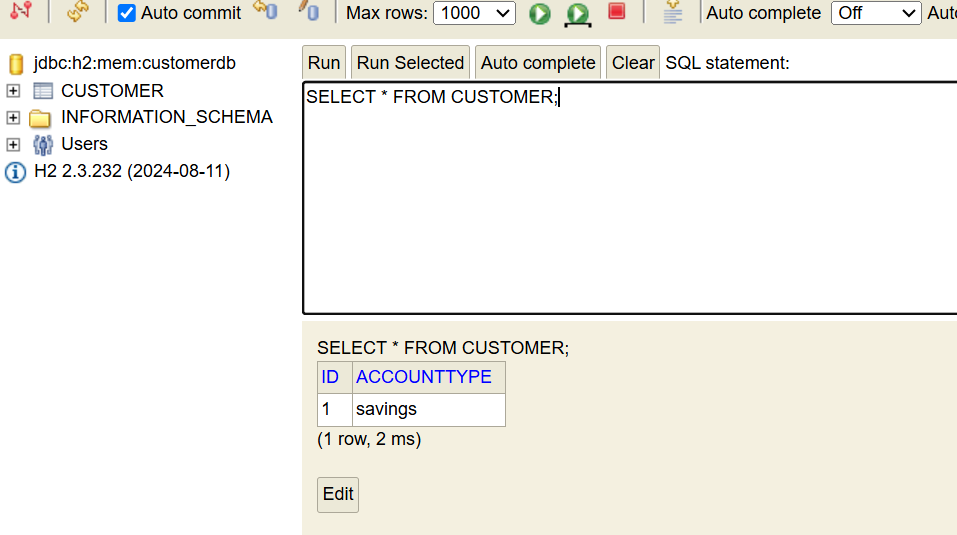 Auto commit Max rows: 1000 Auto complete Off Auto
jdbc:h2:mem:customerdb
CUSTOMER
INFORMATION_SCHEMA
Users
H2 2.3.232 (2024-08-11)
Run Run Selected Auto complete Clear SQL statement:
SELECT * FROM CUSTOMER;
SELECT * FROM CUSTOMER;
ID ACCOUNTTYPE
1 savings
(1 row, 2 ms)
Edit